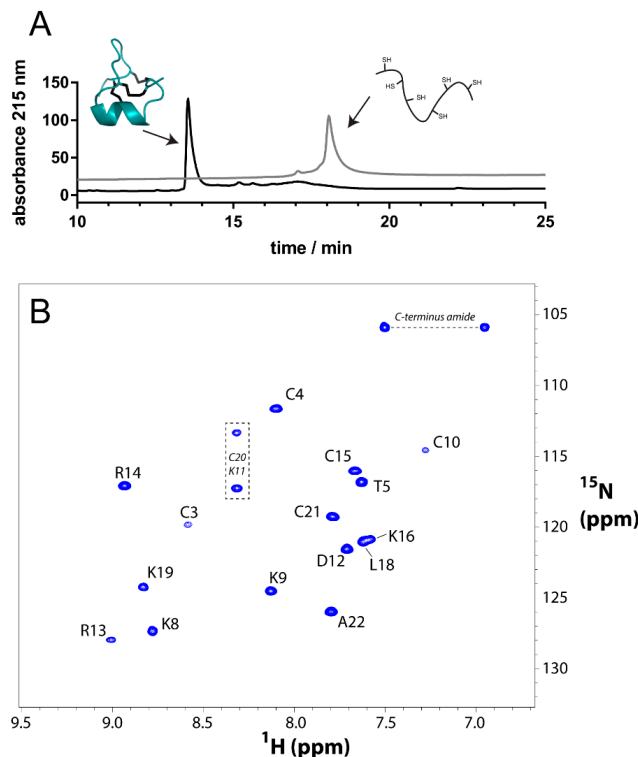 A
absorbance 215 nm
150
100
50
0
10
15
20
25
time / min
SH
SH
SH
SH
HS
SH
SH
B
C-terminus amide
105
110
115
120
125
130
15N
(ppm)
C4
C20
K11
C10
R14
C15
T5
C3
C21
K16
D12
L18
K19
K9
A22
R13
K8
9.5
9.0
8.5
8.0
7.5
7.0
1H (ppm)